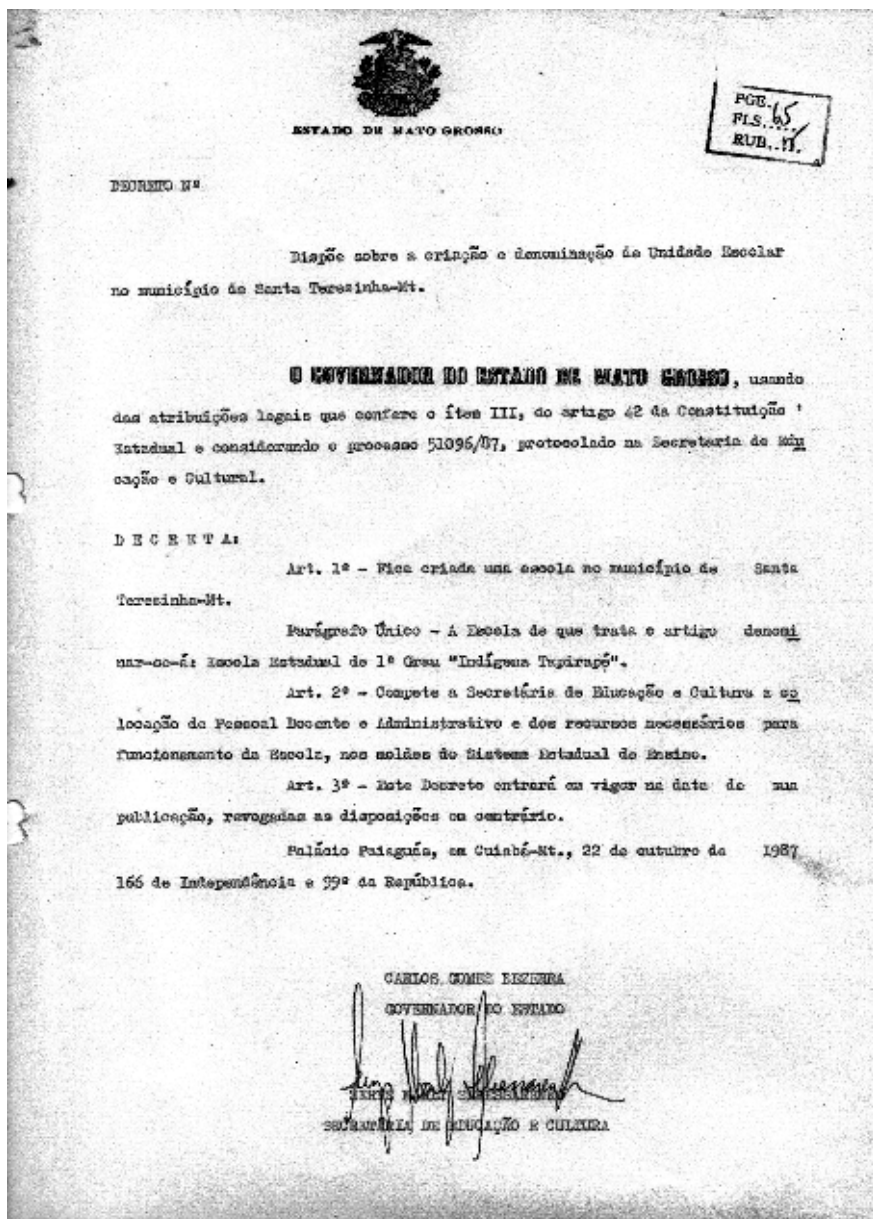 ESTADO DE MATO GROSSO
PGE.
FLS. 65
RUB.
DECRETO Nº
Dispõe sobre a criação e denominação de Unidade Escolar
no município de Santa Teresinha-Mt.
O GOVERNADOR DO ESTADO DE MATO GROSSO, usando
das atribuições legais que confere o ítem III, do artigo 42 da Constituição '
Estadual e considerando o processo 51096/87, protocolado na Secretaria de Edu
cação e Cultural.
D E C R E T A:
Art. 1º - Fica criada uma escola no município de Santa
Teresinha-Mt.
Parágrafo Único - A Escola de que trata o artigo denomi
nar-se-á: Escola Estadual de 1º Grau "Indígena Tapirapé".
Art. 2º - Compete a Secretária de Educação e Cultura a co
locação de Pessoal Docente e Administrativo e dos recursos necessários para
funcionamento da Escola, nos moldes do Sistema Estadual de Ensino.
Art. 3º - Este Decreto entrará em vigor na data de sua
publicação, revogadas as disposições em contrário.
Palácio Paiaguás, em Cuiabá-Mt., 22 de outubro de 1987
166 de Independência e 99º da República.
CARLOS GOMES BEZERRA
GOVERNADOR DO ESTADO
SERYS MARLY SLHESSARENKO
SECRETÁRIA DE EDUCAÇÃO E CULTURA